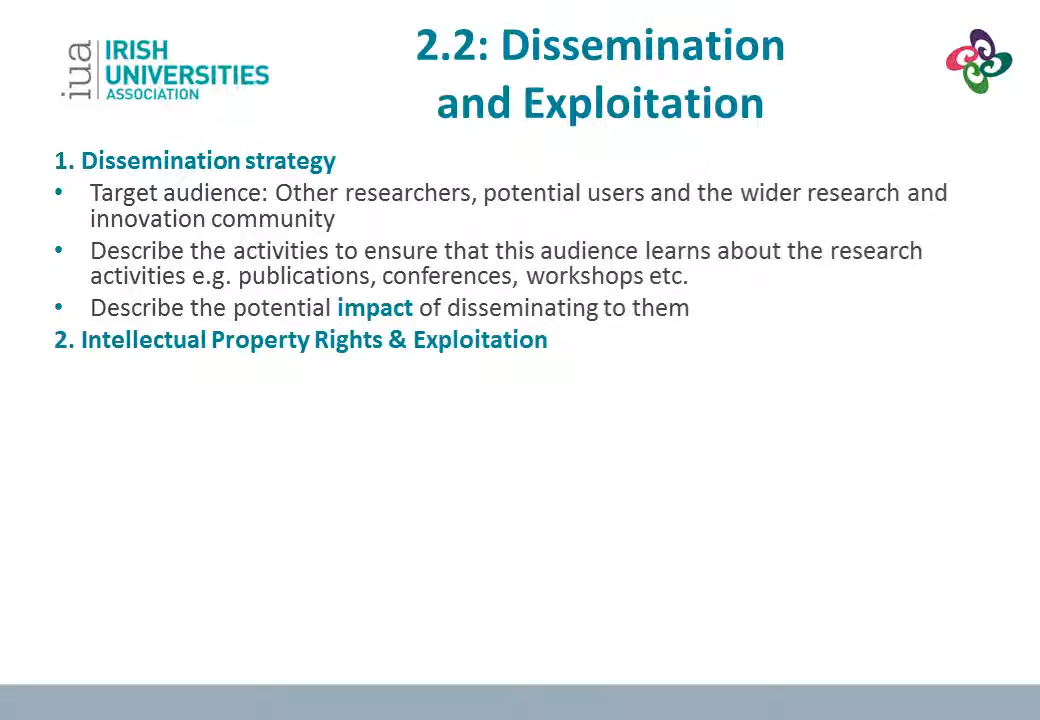 iua
IRISH
UNIVERSITIES
ASSOCIATION
2.2: Dissemination
and Exploitation
1. Dissemination strategy
• Target audience: Other researchers, potential users and the wider research and
innovation community
• Describe the activities to ensure that this audience learns about the research
activities e.g. publications, conferences, workshops etc.
• Describe the potential impact of disseminating to them
2. Intellectual Property Rights & Exploitation